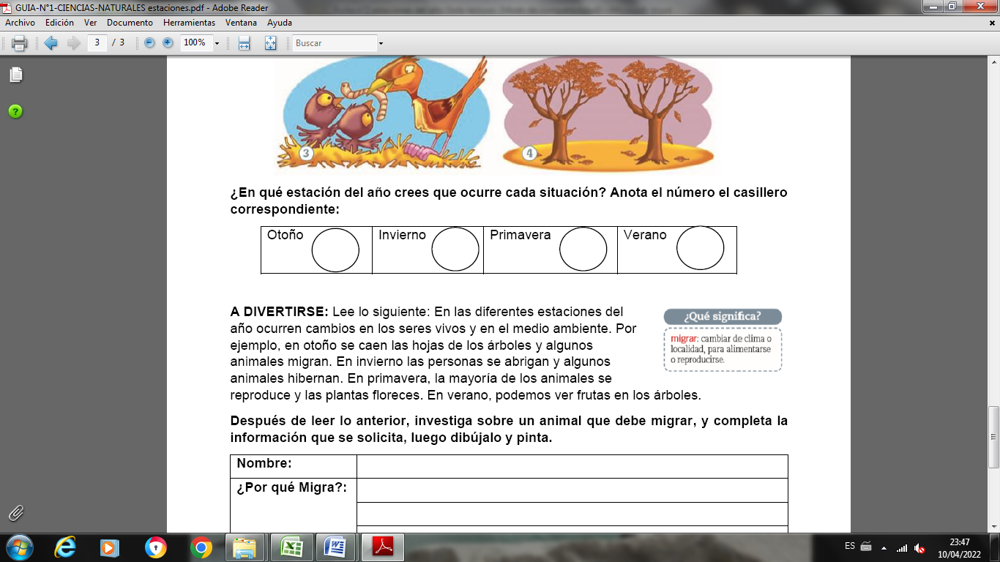 GUIA-N°1-CIENCIAS-NATURALES estaciones.pdf - Adobe Reader
Archivo Edición Ver Documento Herramientas Ventana Ayuda
3 / 3 100% Buscar
3
4
¿En qué estación del año crees que ocurre cada situación? Anota el número el casillero
correspondiente:
Otoño Invierno Primavera Verano
A DIVERTIRSE: Lee lo siguiente: En las diferentes estaciones del
año ocurren cambios en los seres vivos y en el medio ambiente. Por
ejemplo, en otoño se caen las hojas de los árboles y algunos
animales migran. En invierno las personas se abrigan y algunos
animales hibernan. En primavera, la mayoría de los animales se
reproduce y las plantas floreces. En verano, podemos ver frutas en los árboles.
¿Qué significa?
migrar: cambiar de clima o
localidad, para alimentarse
o reproducirse.
Después de leer lo anterior, investiga sobre un animal que debe migrar, y completa la
información que se solicita, luego dibújalo y pinta.
Nombre:
¿Por qué Migra?:
ES
23:47
10/04/2022